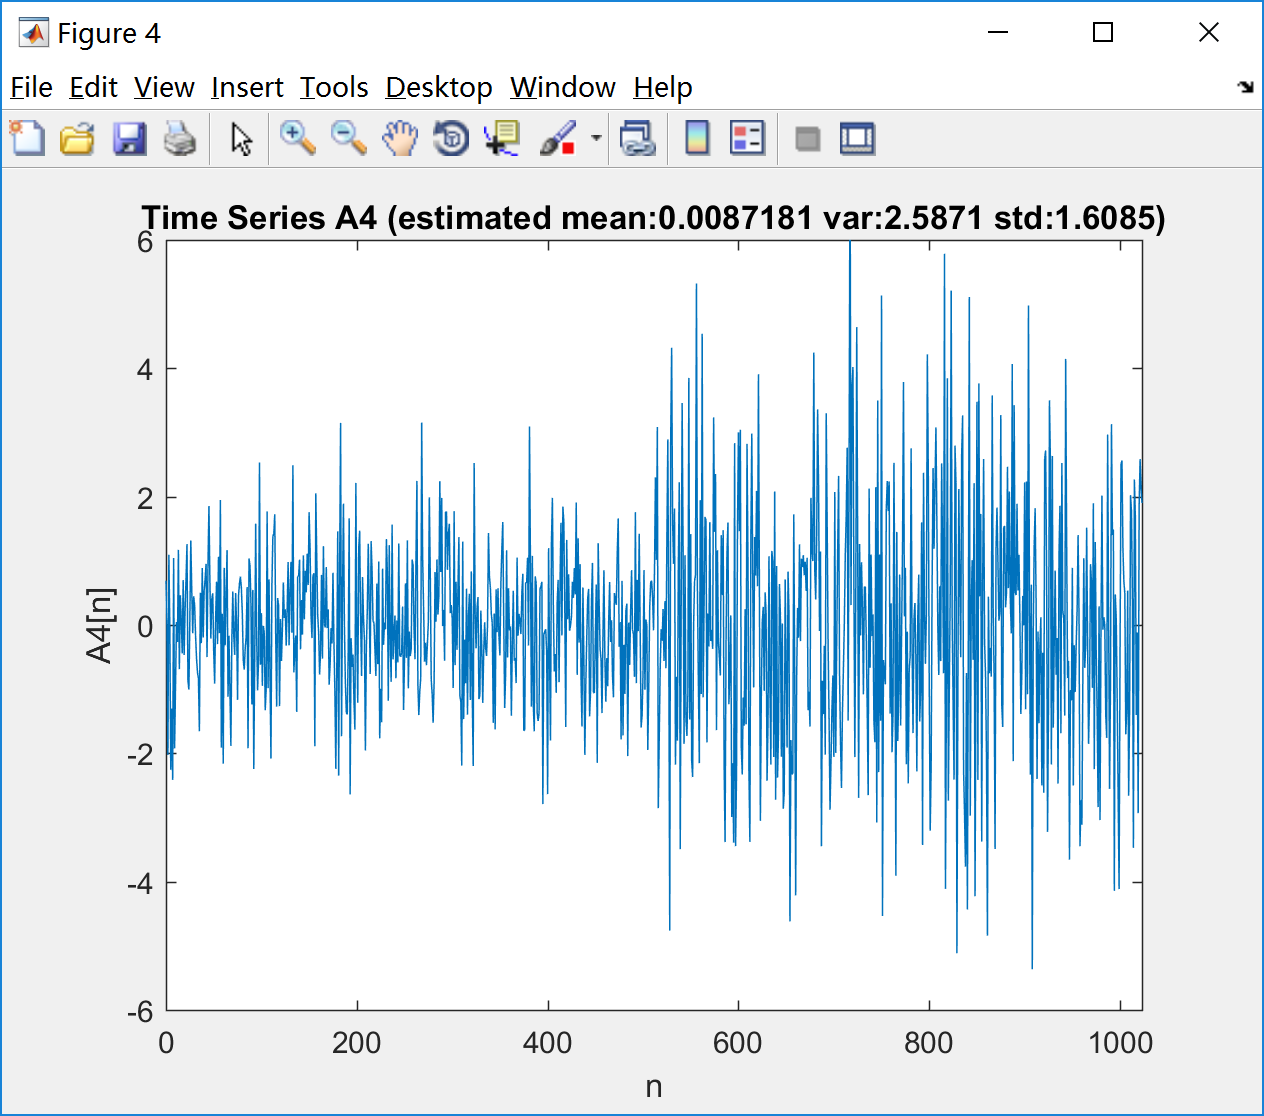 Figure 4
File Edit View Insert Tools Desktop Window Help
Time Series A4 (estimated mean:0.0087181 var:2.5871 std:1.6085)
6
4
2
0
-2
-4
-6
A4[n]
0 200 400 600 800 1000
n